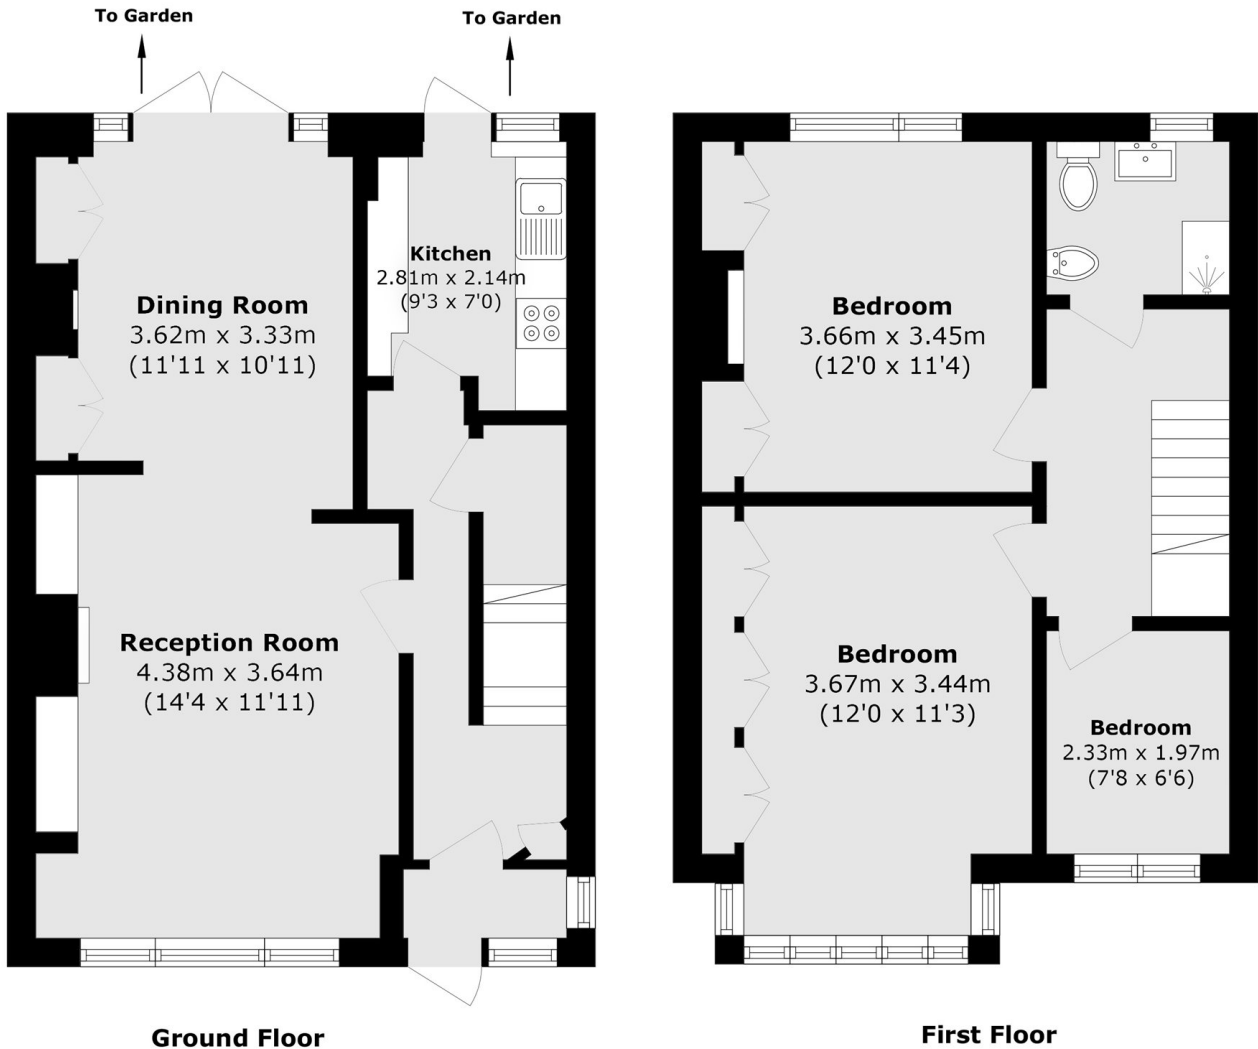 To Garden
To Garden
Kitchen
2.81m x 2.14m
(9'3 x 7'0)
Dining Room
3.62m x 3.33m
(11'11 x 10'11)
Reception Room
4.38m x 3.64m
(14'4 x 11'11)
Ground Floor
Bedroom
3.66m x 3.45m
(12'0 x 11'4)
Bedroom
3.67m x 3.44m
(12'0 x 11'3)
Bedroom
2.33m x 1.97m
(7'8 x 6'6)
First Floor